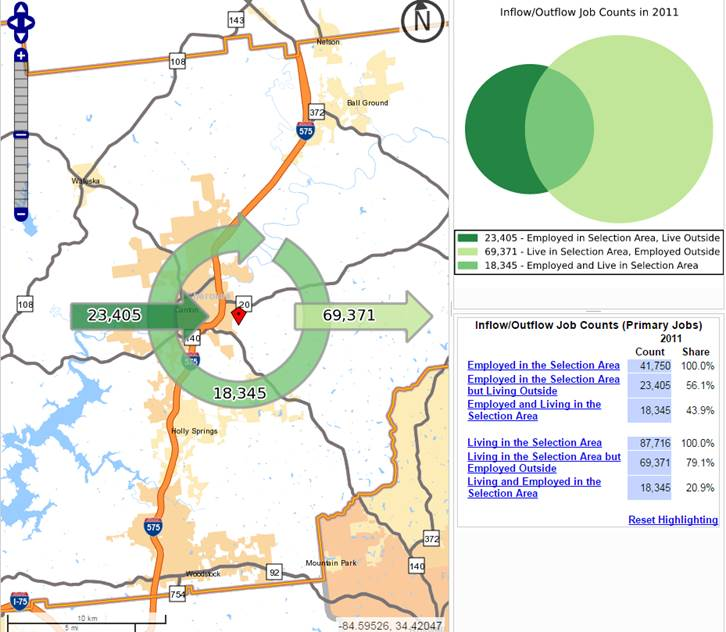 143
Nelson
108
Ball Ground
372
575
Waleska
108
20
23,405
69,371
140
575
18,345
Holly Springs
575
372
Mountain Park
140
92
Woodstock
754
I-75
10 km
5 mi
-84.59526, 34.42047
N
Inflow/Outflow Job Counts in 2011
23,405 - Employed in Selection Area, Live Outside
69,371 - Live in Selection Area, Employed Outside
18,345 - Employed and Live in Selection Area
Inflow/Outflow Job Counts (Primary Jobs)
2011
Count Share
Employed in the Selection Area 41,750 100.0%
Employed in the Selection Area
but Living Outside 23,405 56.1%
Employed and Living in the
Selection Area 18,345 43.9%
Living in the Selection Area 87,716 100.0%
Living in the Selection Area but
Employed Outside 69,371 79.1%
Living and Employed in the
Selection Area 18,345 20.9%
Reset Highlighting